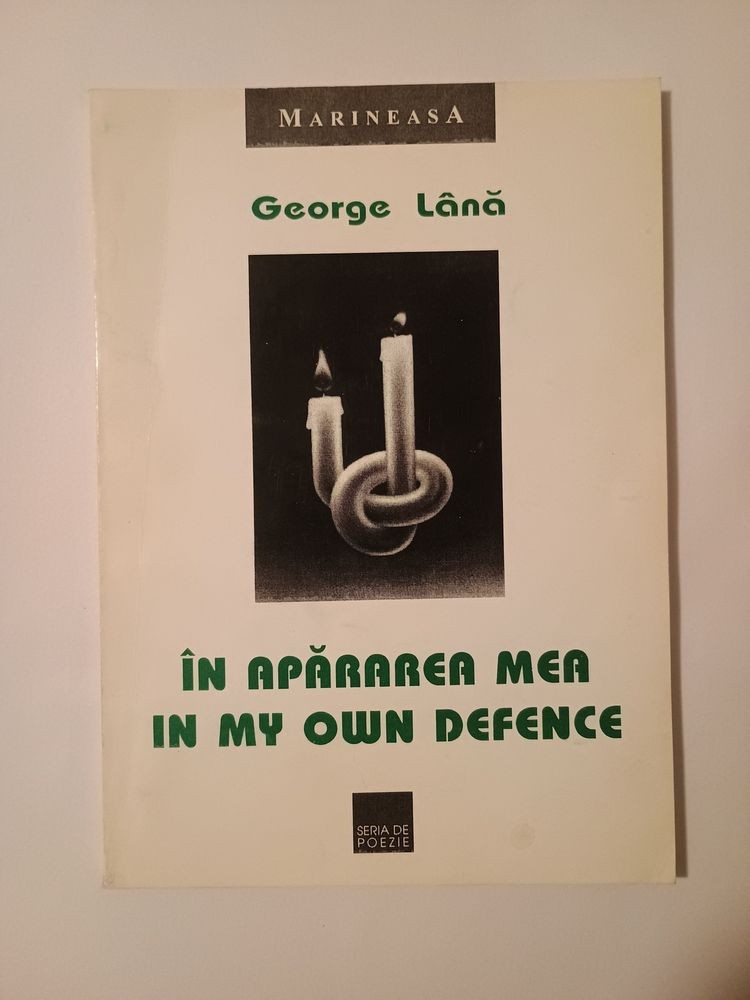 MARINEASA
George Lână
ÎN APĂRAREA MEA
IN MY OWN DEFENCE
SERIA DE
POEZIE